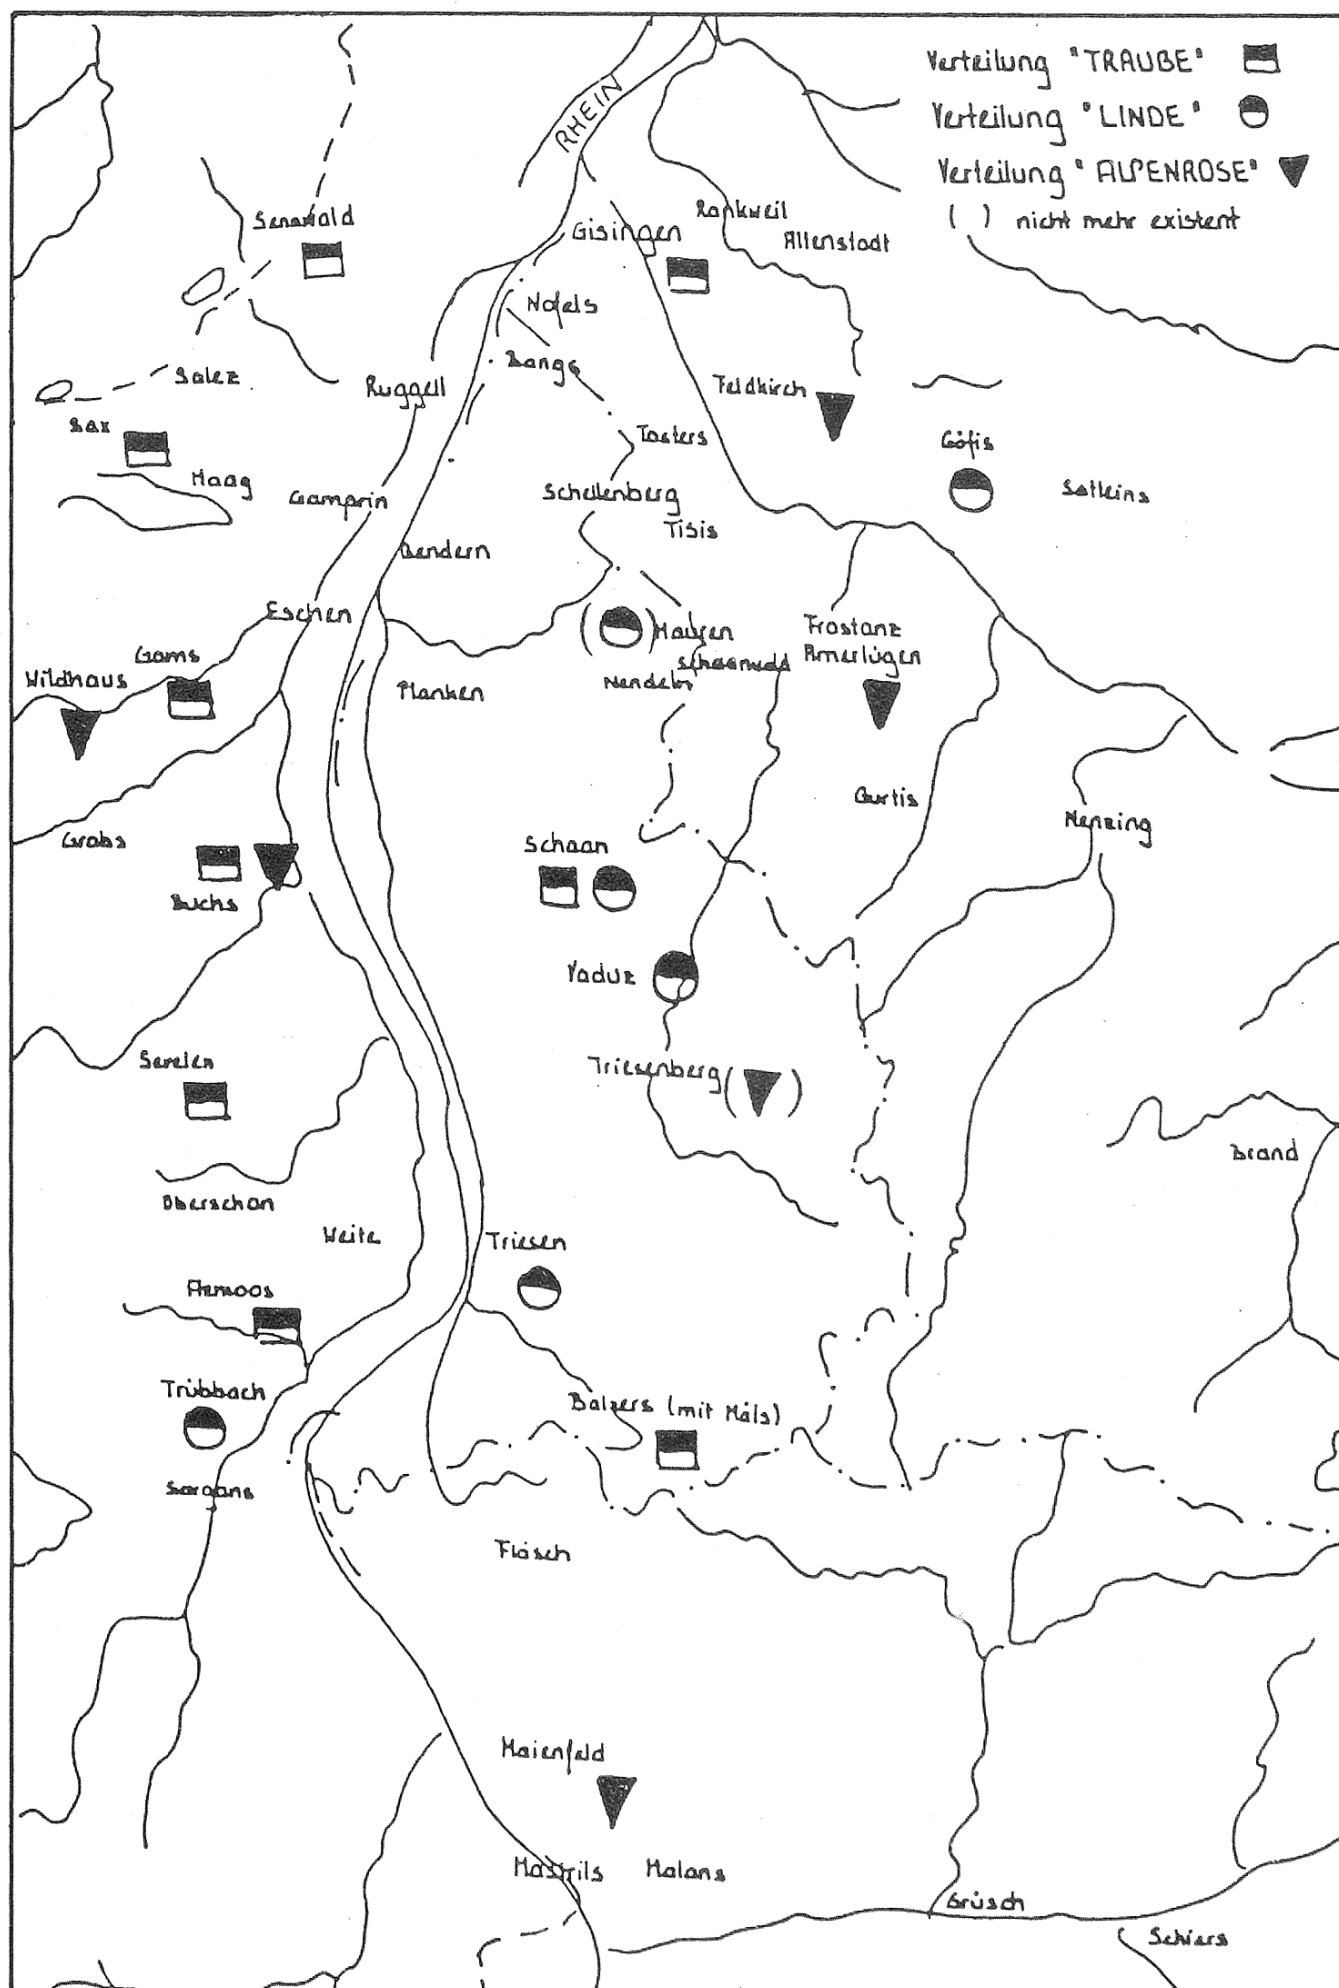 Verteilung "TRAUBE"
Verteilung "LINDE"
Verteilung "ALPENROSE"
( ) nicht mehr existent
RHEIN
Sennwald
Rankweil
Gisingen
Altenstadt
Nofels
Bangs
Salez
Ruggell
Feldkirch
Sax
Tosters
Göfis
Haag
Gamprin
Schellenberg
Satteins
Tisis
Bendern
Eschen
( ) Mauren
Frastanz
Amerlügen
Gams
Schaanwald
Wildhaus
Nendeln
Planken
Gurtis
Nenzing
Grabs
Schaan
Buchs
Vaduz
Sevelen
Triesenberg ( )
Brand
Oberschan
Weite
Triesen
Azmoos
Trübbach
Balzers (mit Mäls)
Sargans
Fläsch
Maienfeld
Mastrils
Malans
Grüsch
Schiers